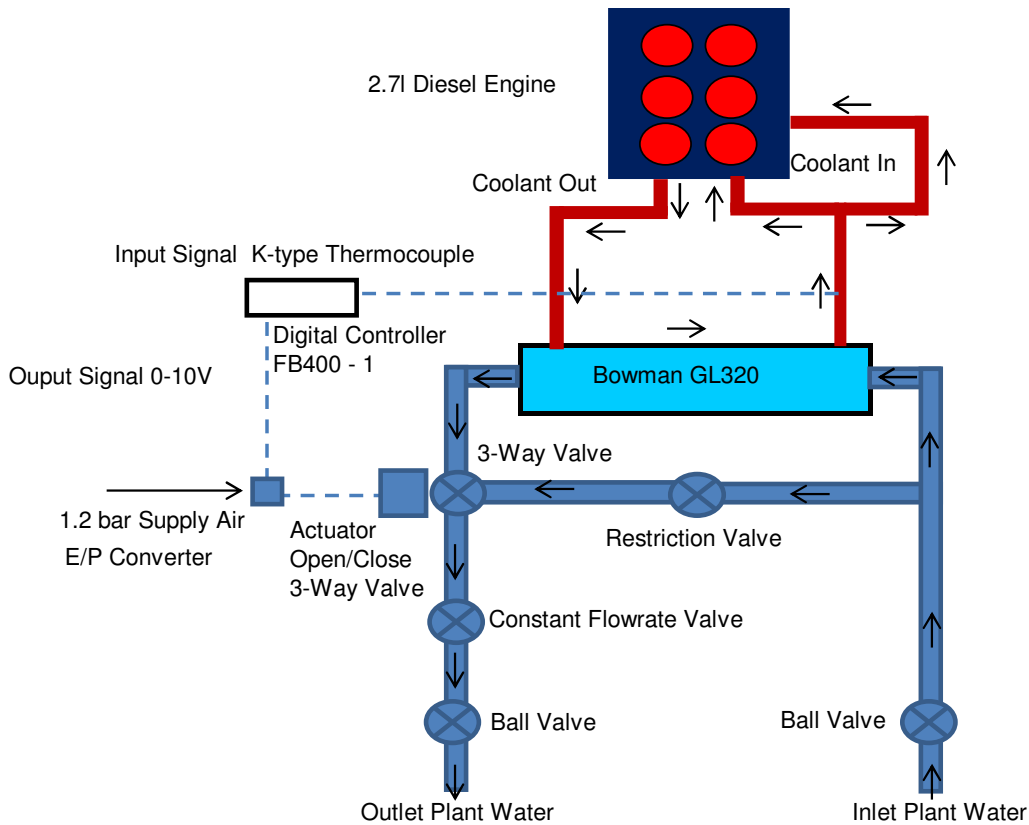 2.7l Diesel Engine
Coolant In
Coolant Out
Input Signal K-type Thermocouple
Digital Controller
FB400 - 1
Ouput Signal 0-10V
Bowman GL320
3-Way Valve
1.2 bar Supply Air
E/P Converter
Actuator
Open/Close
3-Way Valve
Restriction Valve
Constant Flowrate Valve
Ball Valve
Ball Valve
Outlet Plant Water
Inlet Plant Water